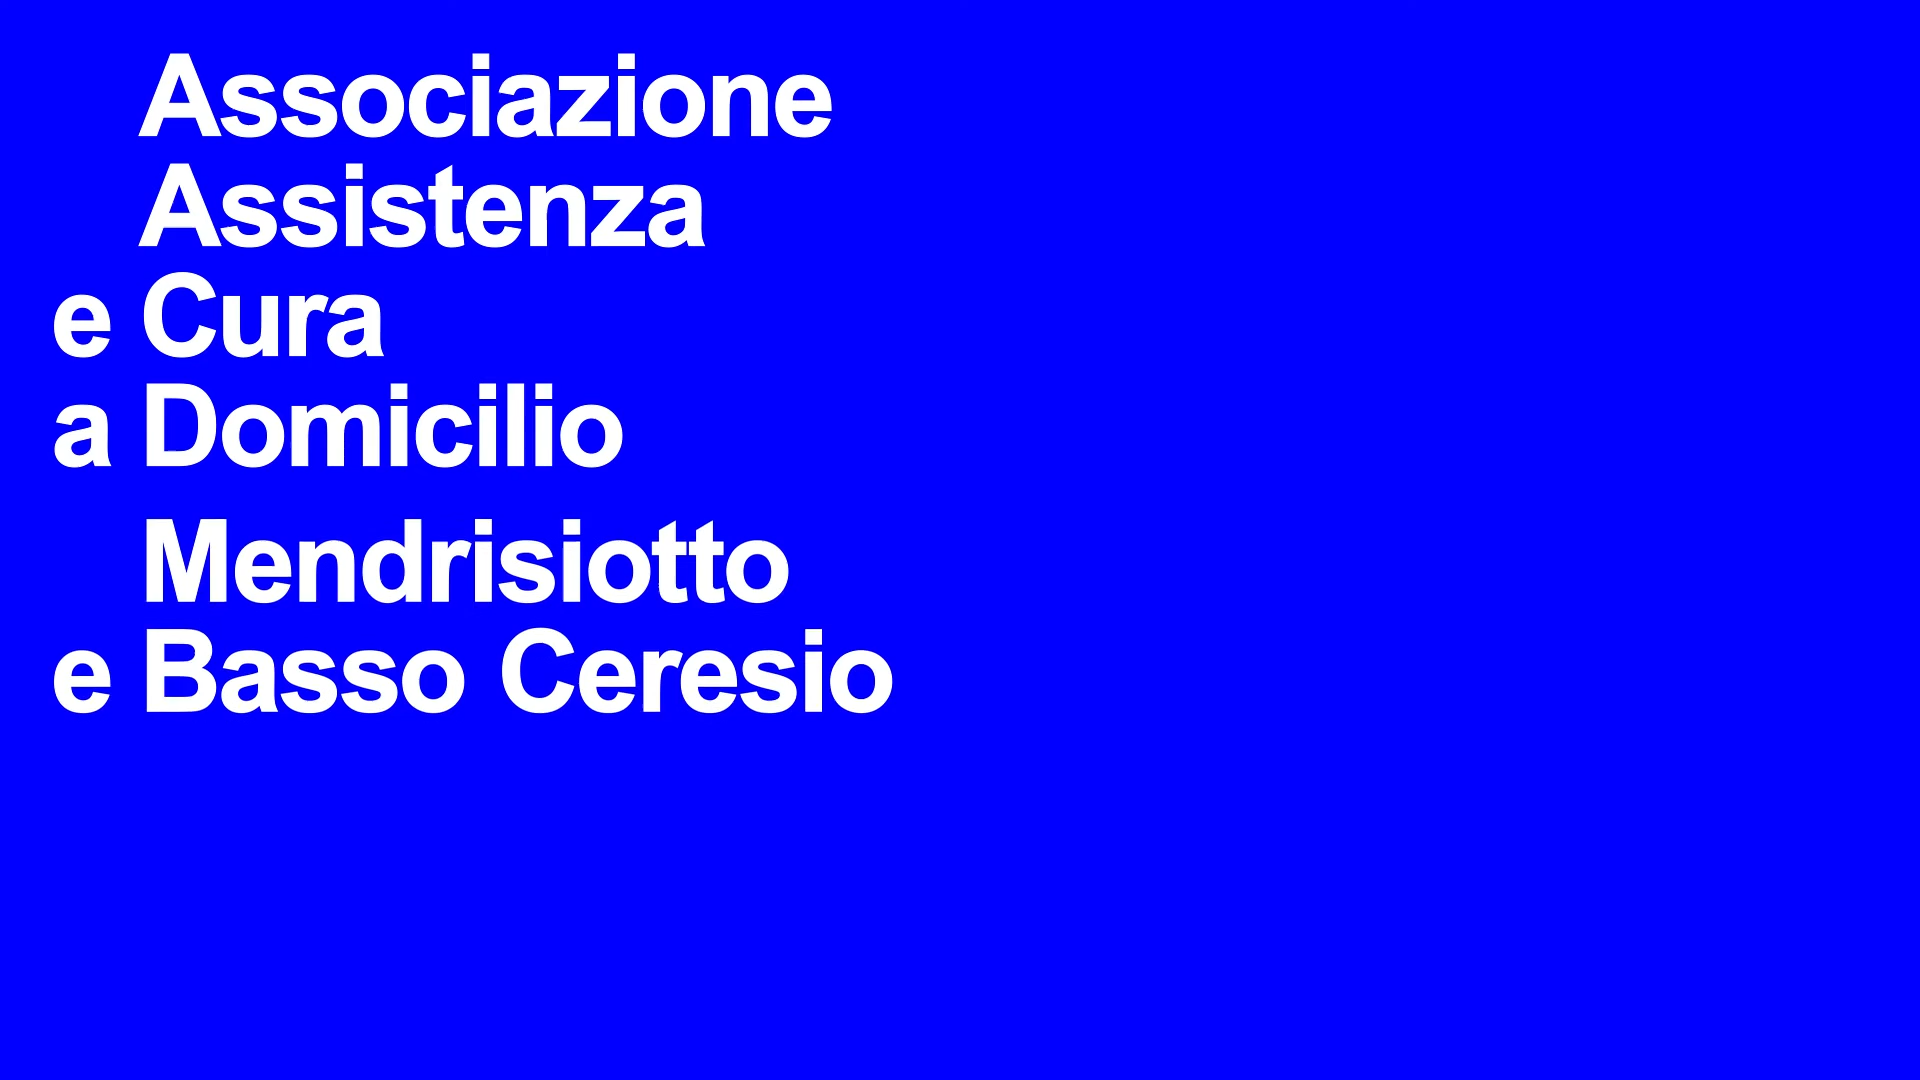 Associazione
Assistenza
e Cura
a Domicilio
Mendrisiotto
e Basso Ceresio